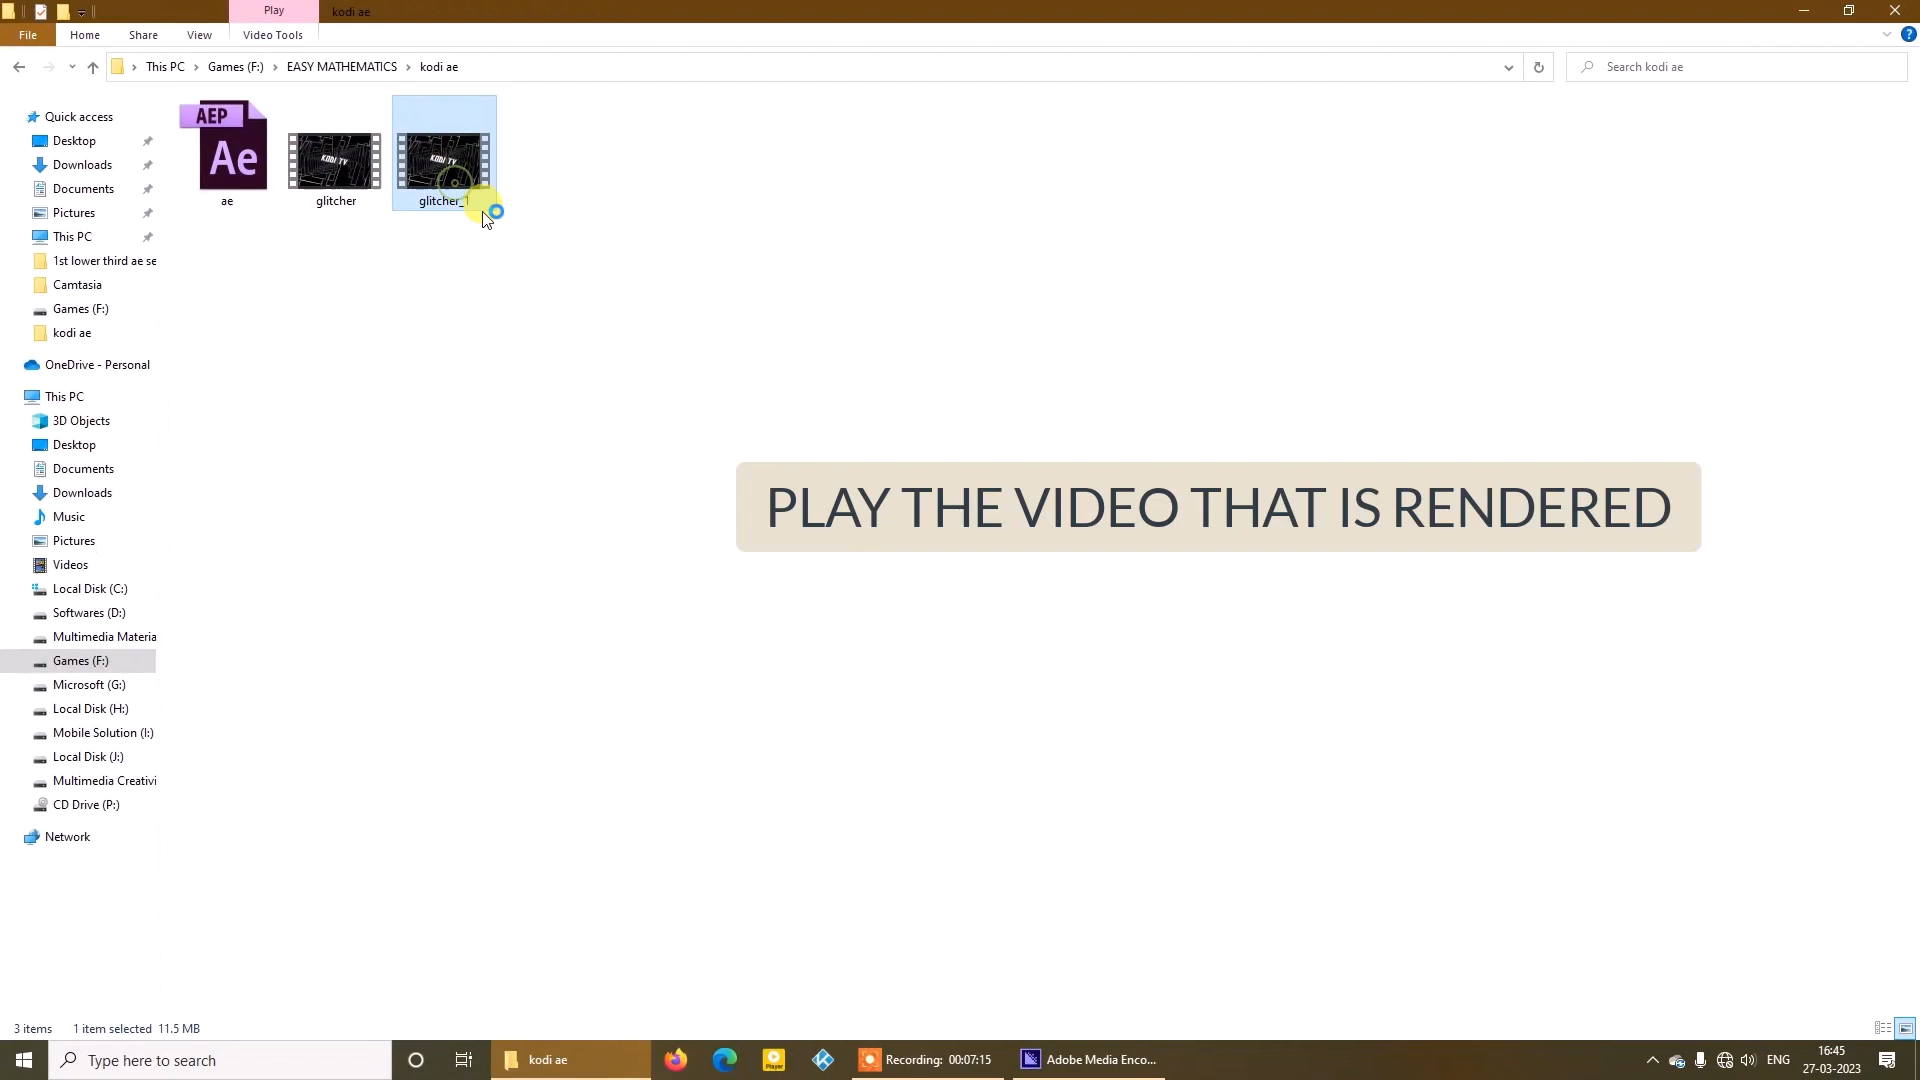 Play
kodi ae
File
Home
Share
View
Video Tools
This PC
Games (F:)
EASY MATHEMATICS
kodi ae
Search kodi ae
Quick access
Desktop
Downloads
Documents
Pictures
This PC
1st lower third ae se
Camtasia
Games (F:)
kodi ae
OneDrive - Personal
This PC
3D Objects
Desktop
Documents
Downloads
Music
Pictures
Videos
Local Disk (C:)
Softwares (D:)
Multimedia Materia
Games (F:)
Microsoft (G:)
Local Disk (H:)
Mobile Solution (I:)
Local Disk (J:)
Multimedia Creativi
CD Drive (P:)
Network
AEP
Ae
ae
KODI TV
glitcher
KODI TV
glitcher_1
PLAY THE VIDEO THAT IS RENDERED
3 items
1 item selected 11.5 MB
Type here to search
kodi ae
Player
Recording: 00:07:15
Adobe Media Enco...
ENG
16:45
27-03-2023